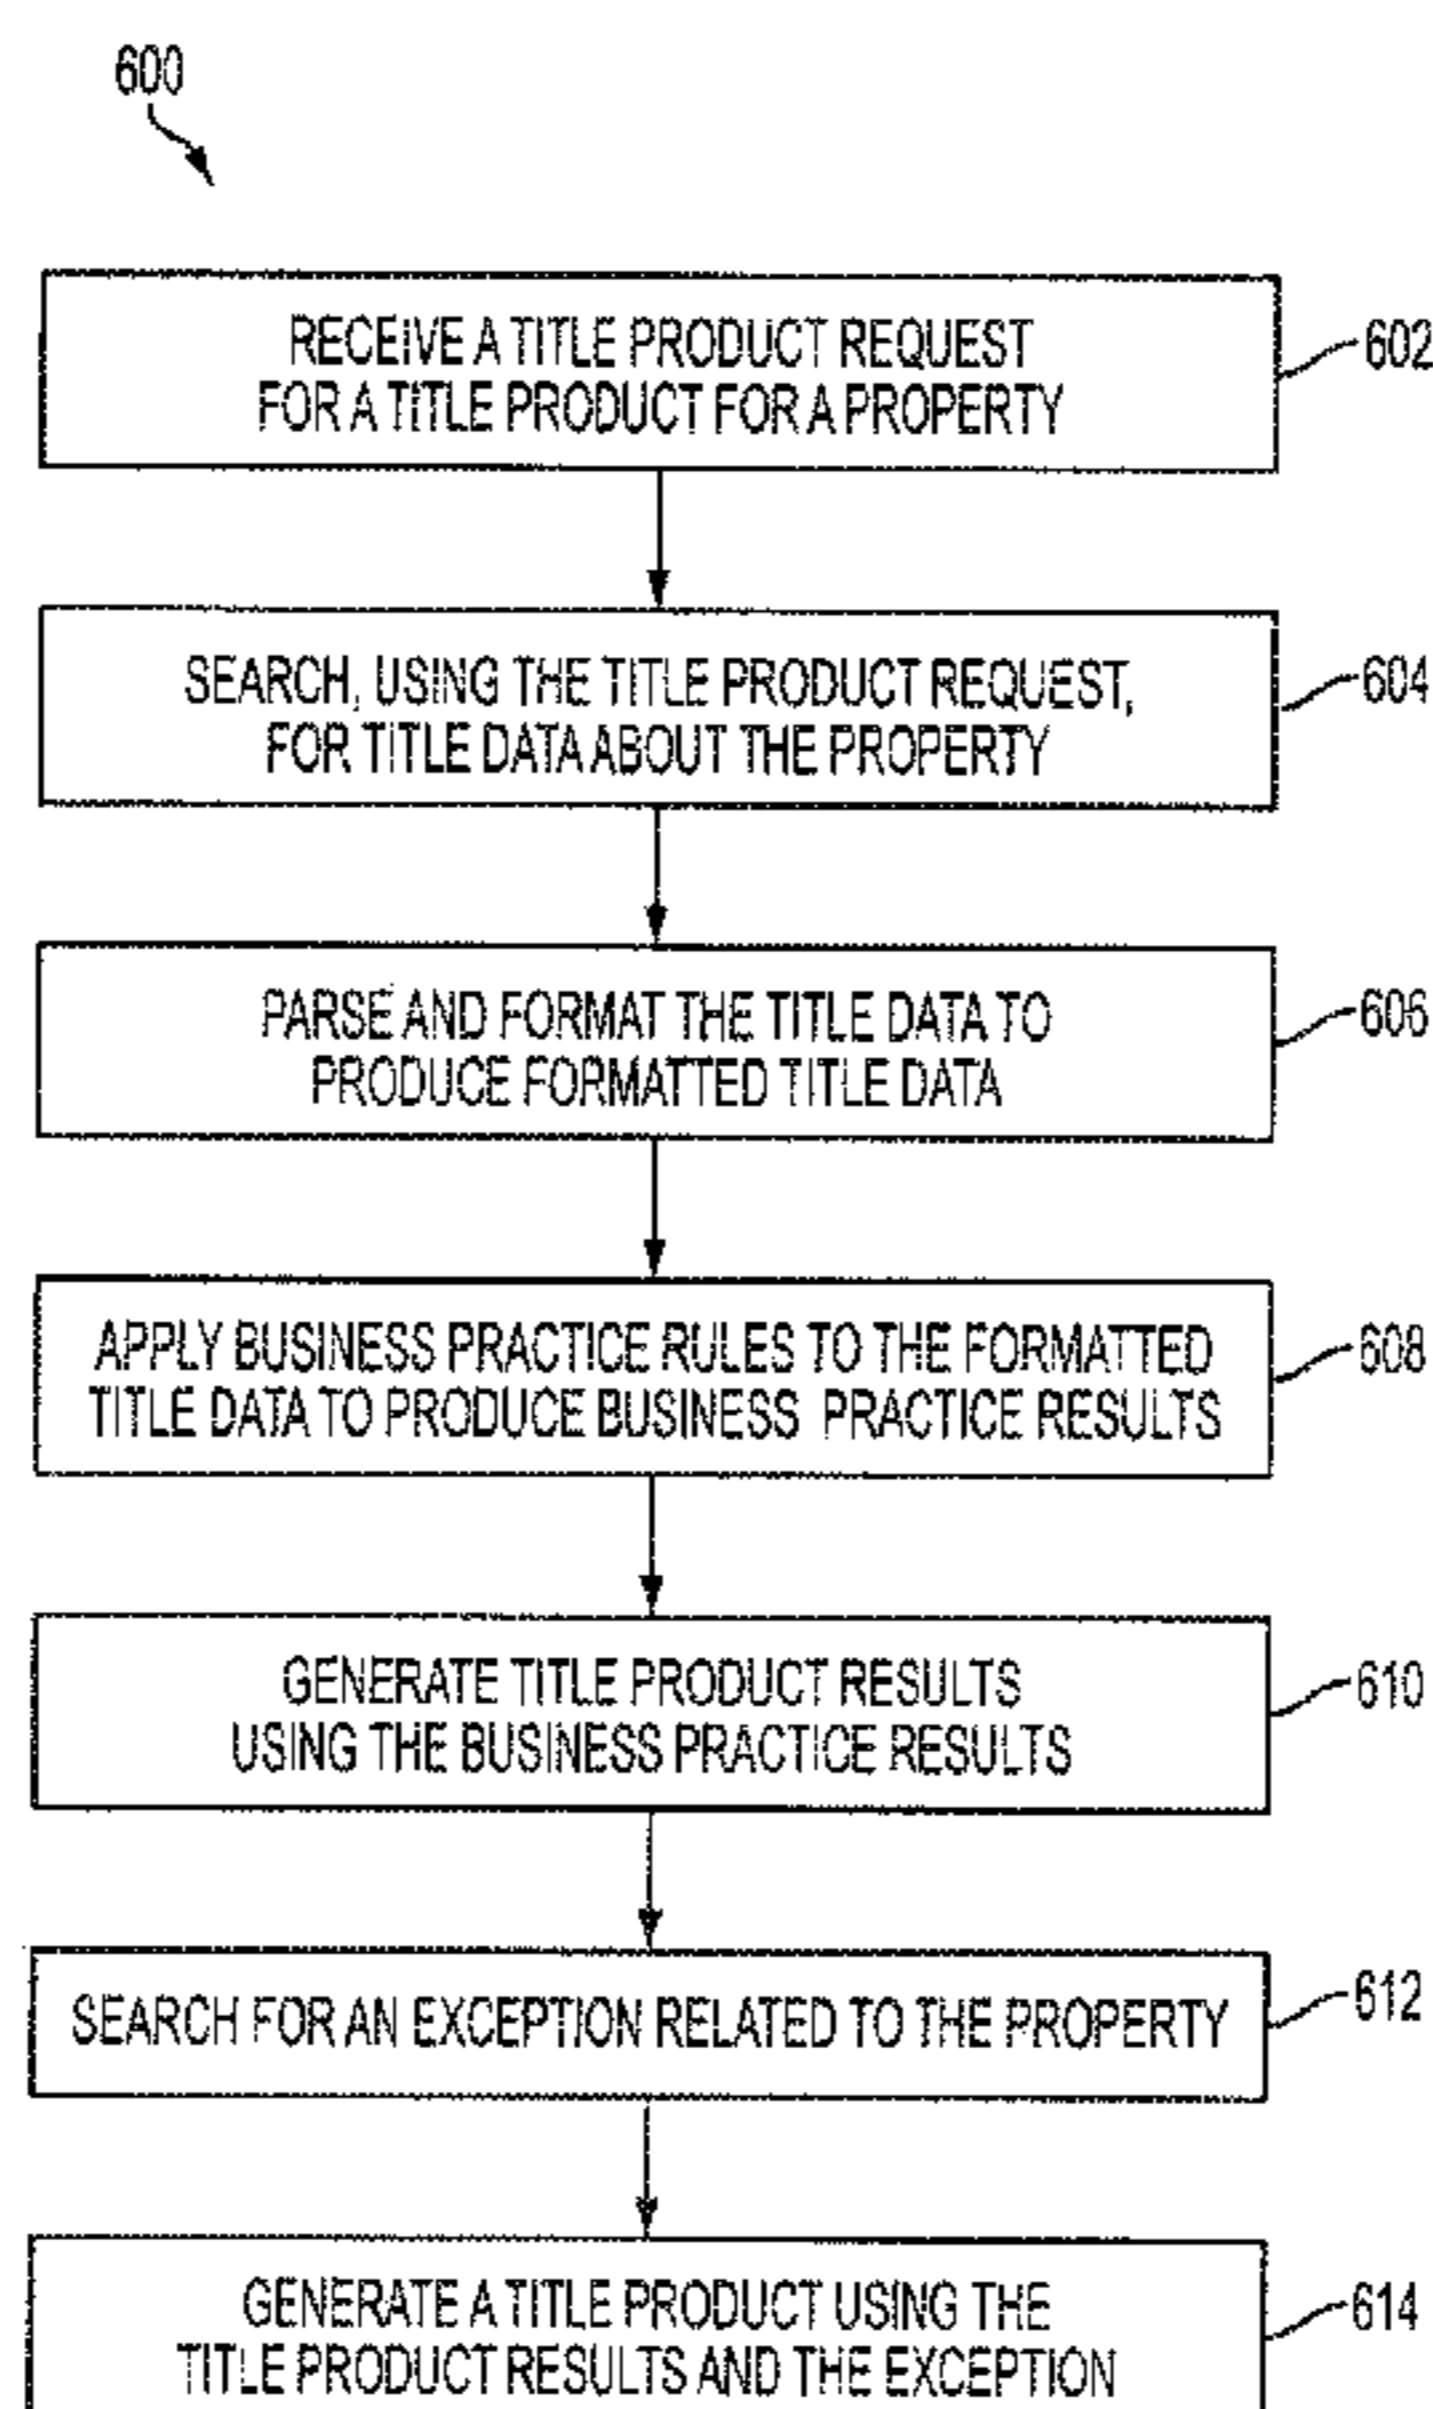 600
RECEIVE A TITLE PRODUCT REQUEST
FOR A TITLE PRODUCT FOR A PROPERTY
602
SEARCH, USING THE TITLE PRODUCT REQUEST,
FOR TITLE DATA ABOUT THE PROPERTY
604
PARSE AND FORMAT THE TITLE DATA TO
PRODUCE FORMATTED TITLE DATA
606
APPLY BUSINESS PRACTICE RULES TO THE FORMATTED
TITLE DATA TO PRODUCE BUSINESS PRACTICE RESULTS
608
GENERATE TITLE PRODUCT RESULTS
USING THE BUSINESS PRACTICE RESULTS
610
SEARCH FOR AN EXCEPTION RELATED TO THE PROPERTY
612
GENERATE A TITLE PRODUCT USING THE
TITLE PRODUCT RESULTS AND THE EXCEPTION
614